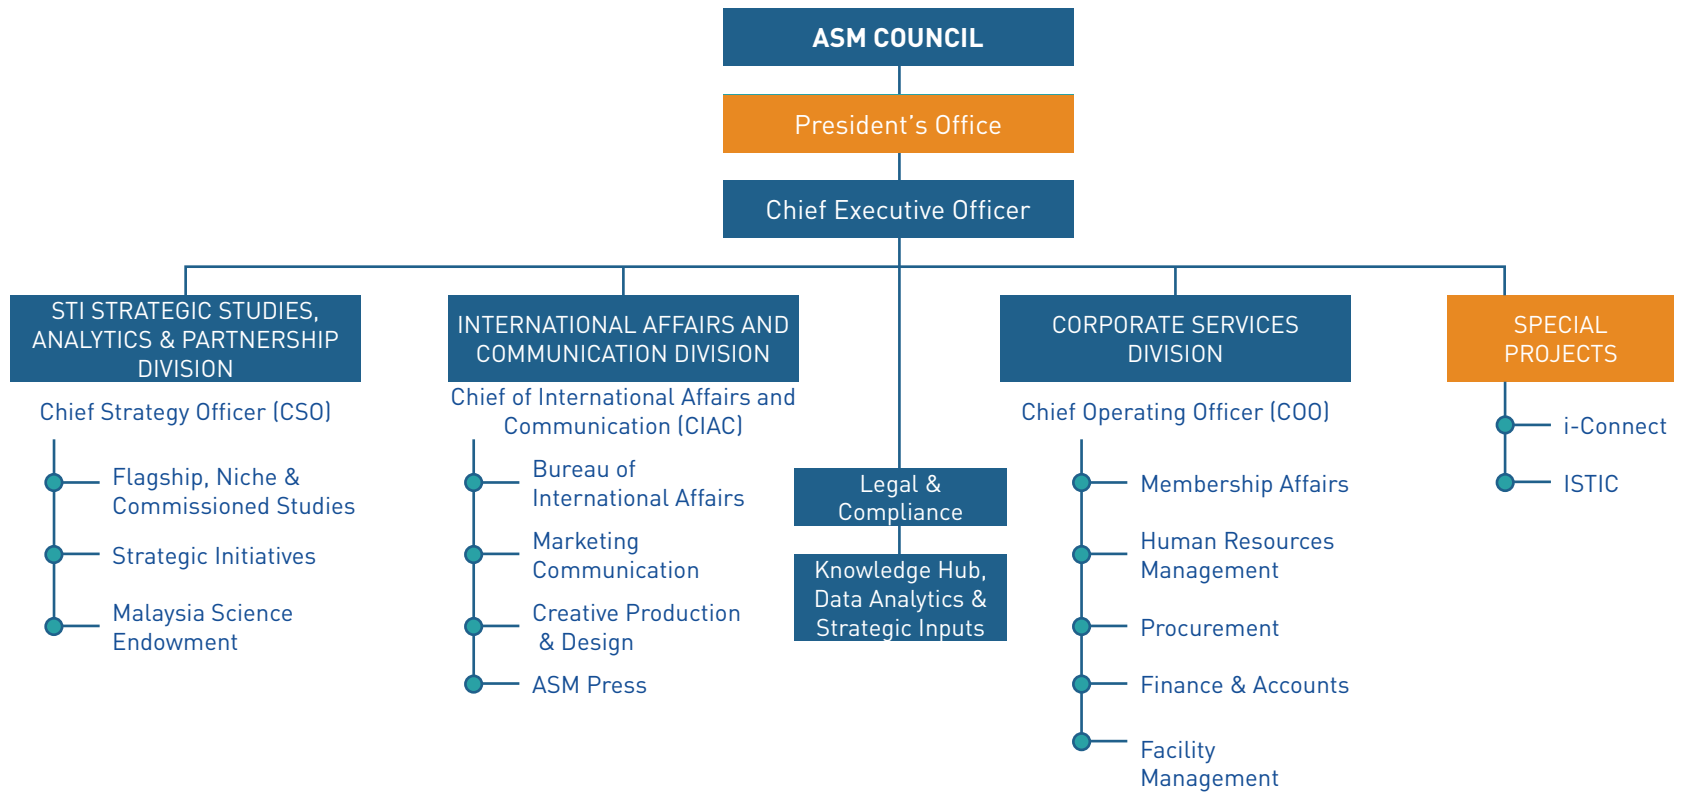 ASM COUNCIL
President’s Office
Chief Executive Officer
STI STRATEGIC STUDIES,
ANALYTICS & PARTNERSHIP
DIVISION
Chief Strategy Officer (CSO)
Flagship, Niche &
Commissioned Studies
Strategic Initiatives
Malaysia Science
Endowment
INTERNATIONAL AFFAIRS AND
COMMUNICATION DIVISION
Chief of International Affairs and
Communication (CIAC)
Bureau of
International Affairs
Marketing
Communication
Creative Production
& Design
ASM Press
Legal &
Compliance
Knowledge Hub,
Data Analytics &
Strategic Inputs
CORPORATE SERVICES
DIVISION
Chief Operating Officer (COO)
Membership Affairs
Human Resources
Management
Procurement
Finance & Accounts
Facility
Management
SPECIAL
PROJECTS
i-Connect
ISTIC